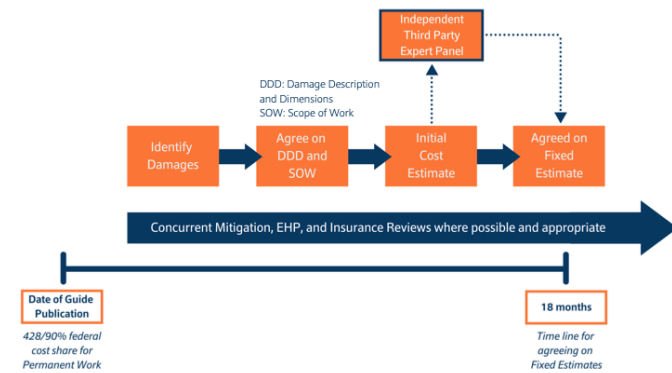 Independent
Third Party
Expert Panel
DDD: Damage Description
and Dimensions
SOW: Scope of Work
Identify
Damages
Agree on
DDD and
SOW
Initial
Cost
Estimate
Agreed on
Fixed
Estimate
Concurrent Mitigation, EHP, and Insurance Reviews where possible and appropriate
Date of Guide
Publication
428/90% federal
cost share for
Permanent Work
18 months
Time line for
agreeing on
Fixed Estimates